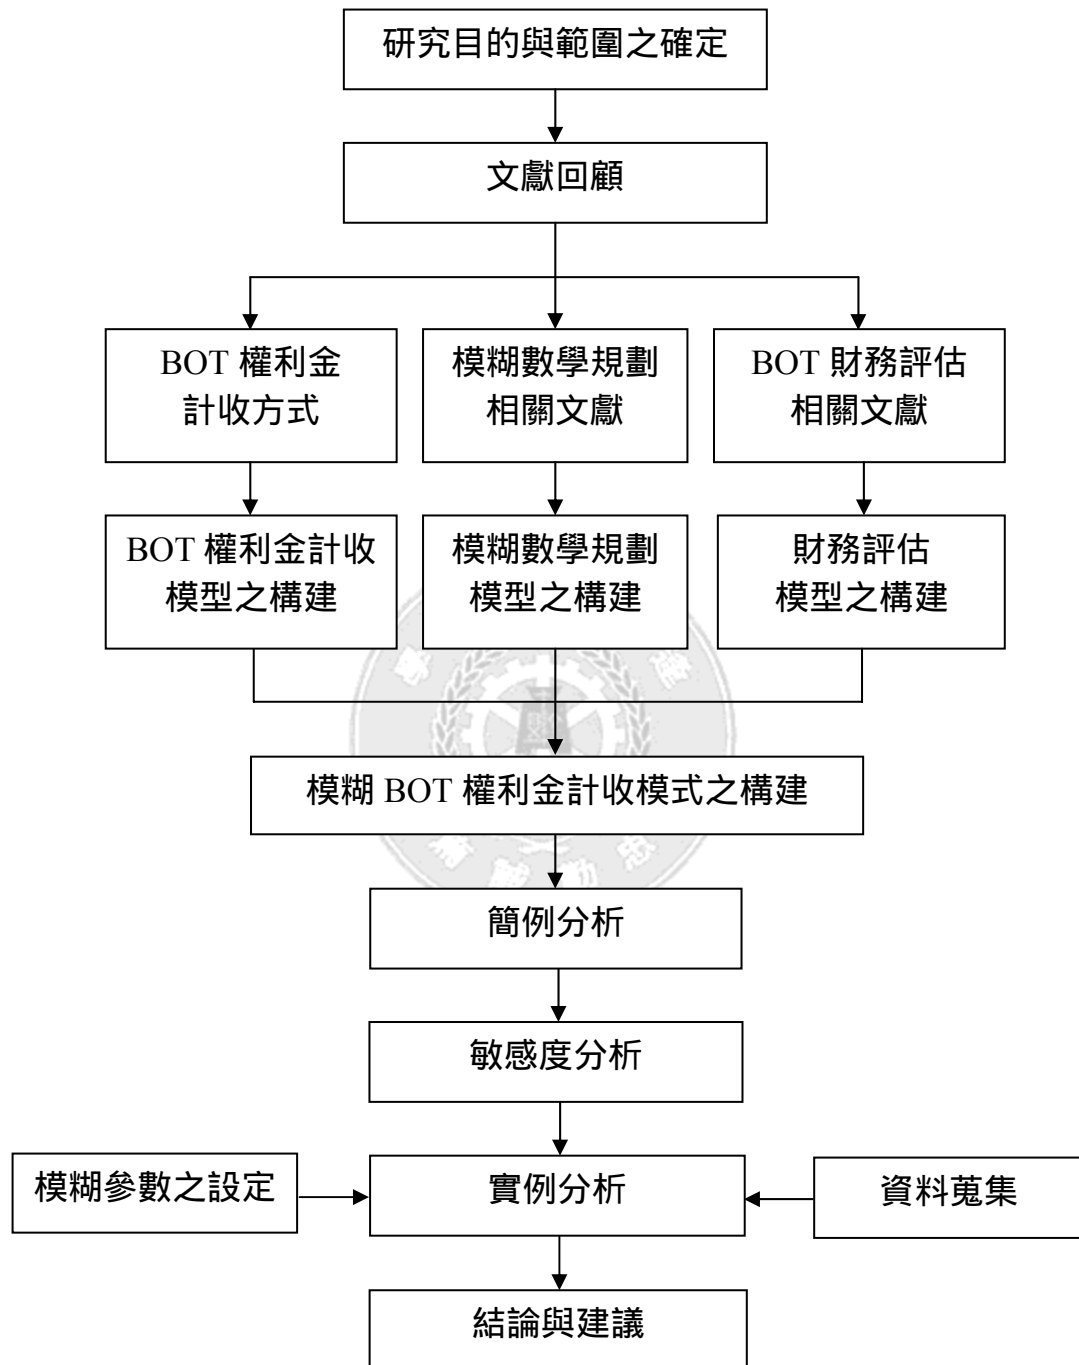 研究目的與範圍之確定
文獻回顧
BOT 權利金
計收方式
模糊數學規劃
相關文獻
BOT 財務評估
相關文獻
BOT 權利金計收
模型之構建
模糊數學規劃
模型之構建
財務評估
模型之構建
模糊 BOT 權利金計收模式之構建
簡例分析
敏感度分析
模糊參數之設定
實例分析
資料蒐集
結論與建議